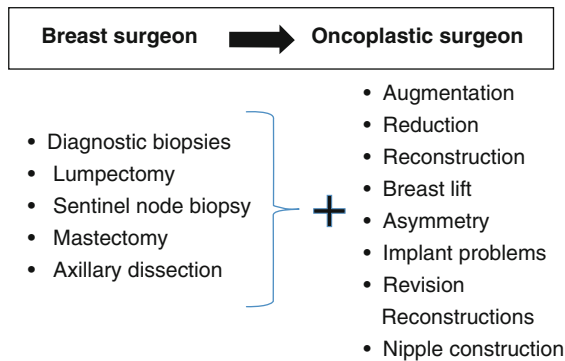 Breast surgeon Oncoplastic surgeon
• Diagnostic biopsies
• Lumpectomy
• Sentinel node biopsy
• Mastectomy
• Axillary dissection
+
• Augmentation
• Reduction
• Reconstruction
• Breast lift
• Asymmetry
• Implant problems
• Revision
Reconstructions
• Nipple construction